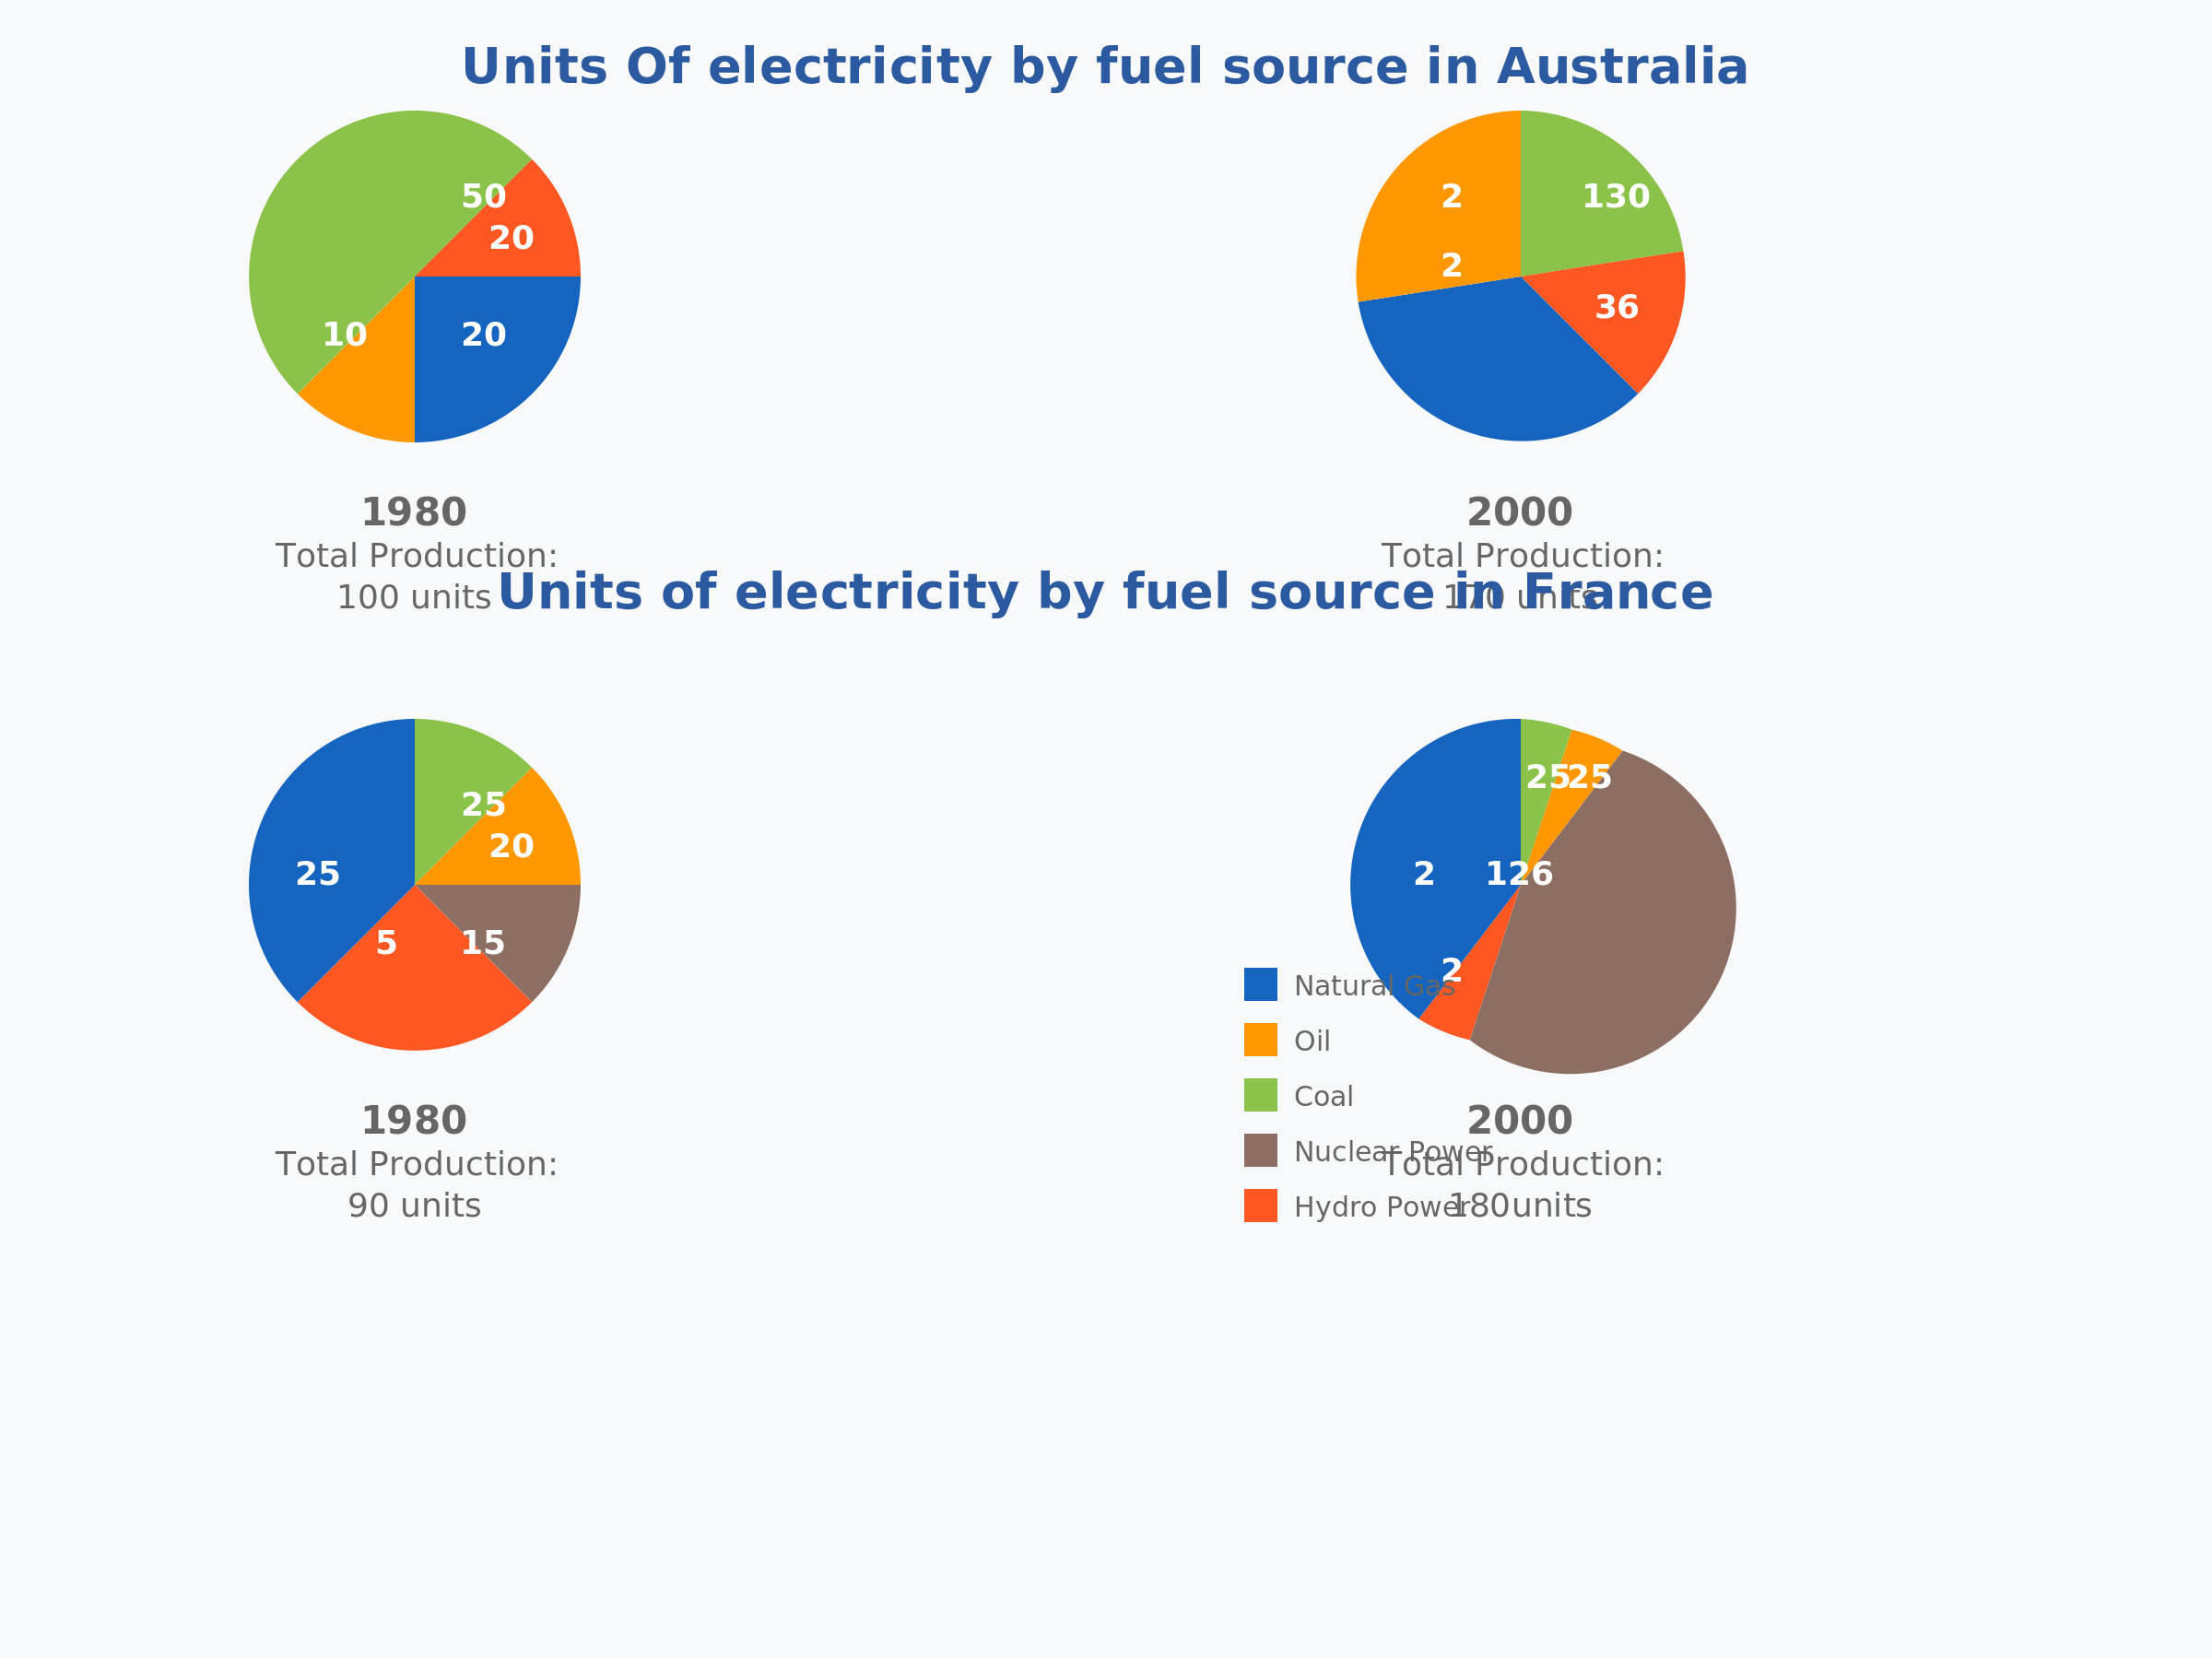 Units Of electricity by fuel source in Australia
50
20
10
20
2
130
2
36
1980
Total Production:
100 units
2000
Total Production:
170 units
Units of electricity by fuel source in France
25
20
25
5
15
25
25
2
126
2
Natural Gas
Oil
Coal
Nuclear Power
Hydro Power
1980
Total Production:
90 units
2000
Total Production:
180units